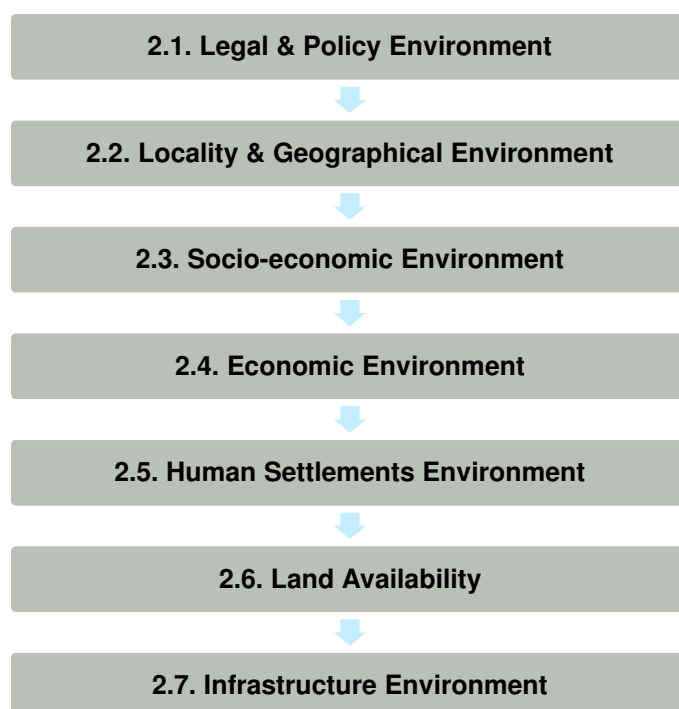 2.1. Legal & Policy Environment
2.2. Locality & Geographical Environment
2.3. Socio-economic Environment
2.4. Economic Environment
2.5. Human Settlements Environment
2.6. Land Availability
2.7. Infrastructure Environment